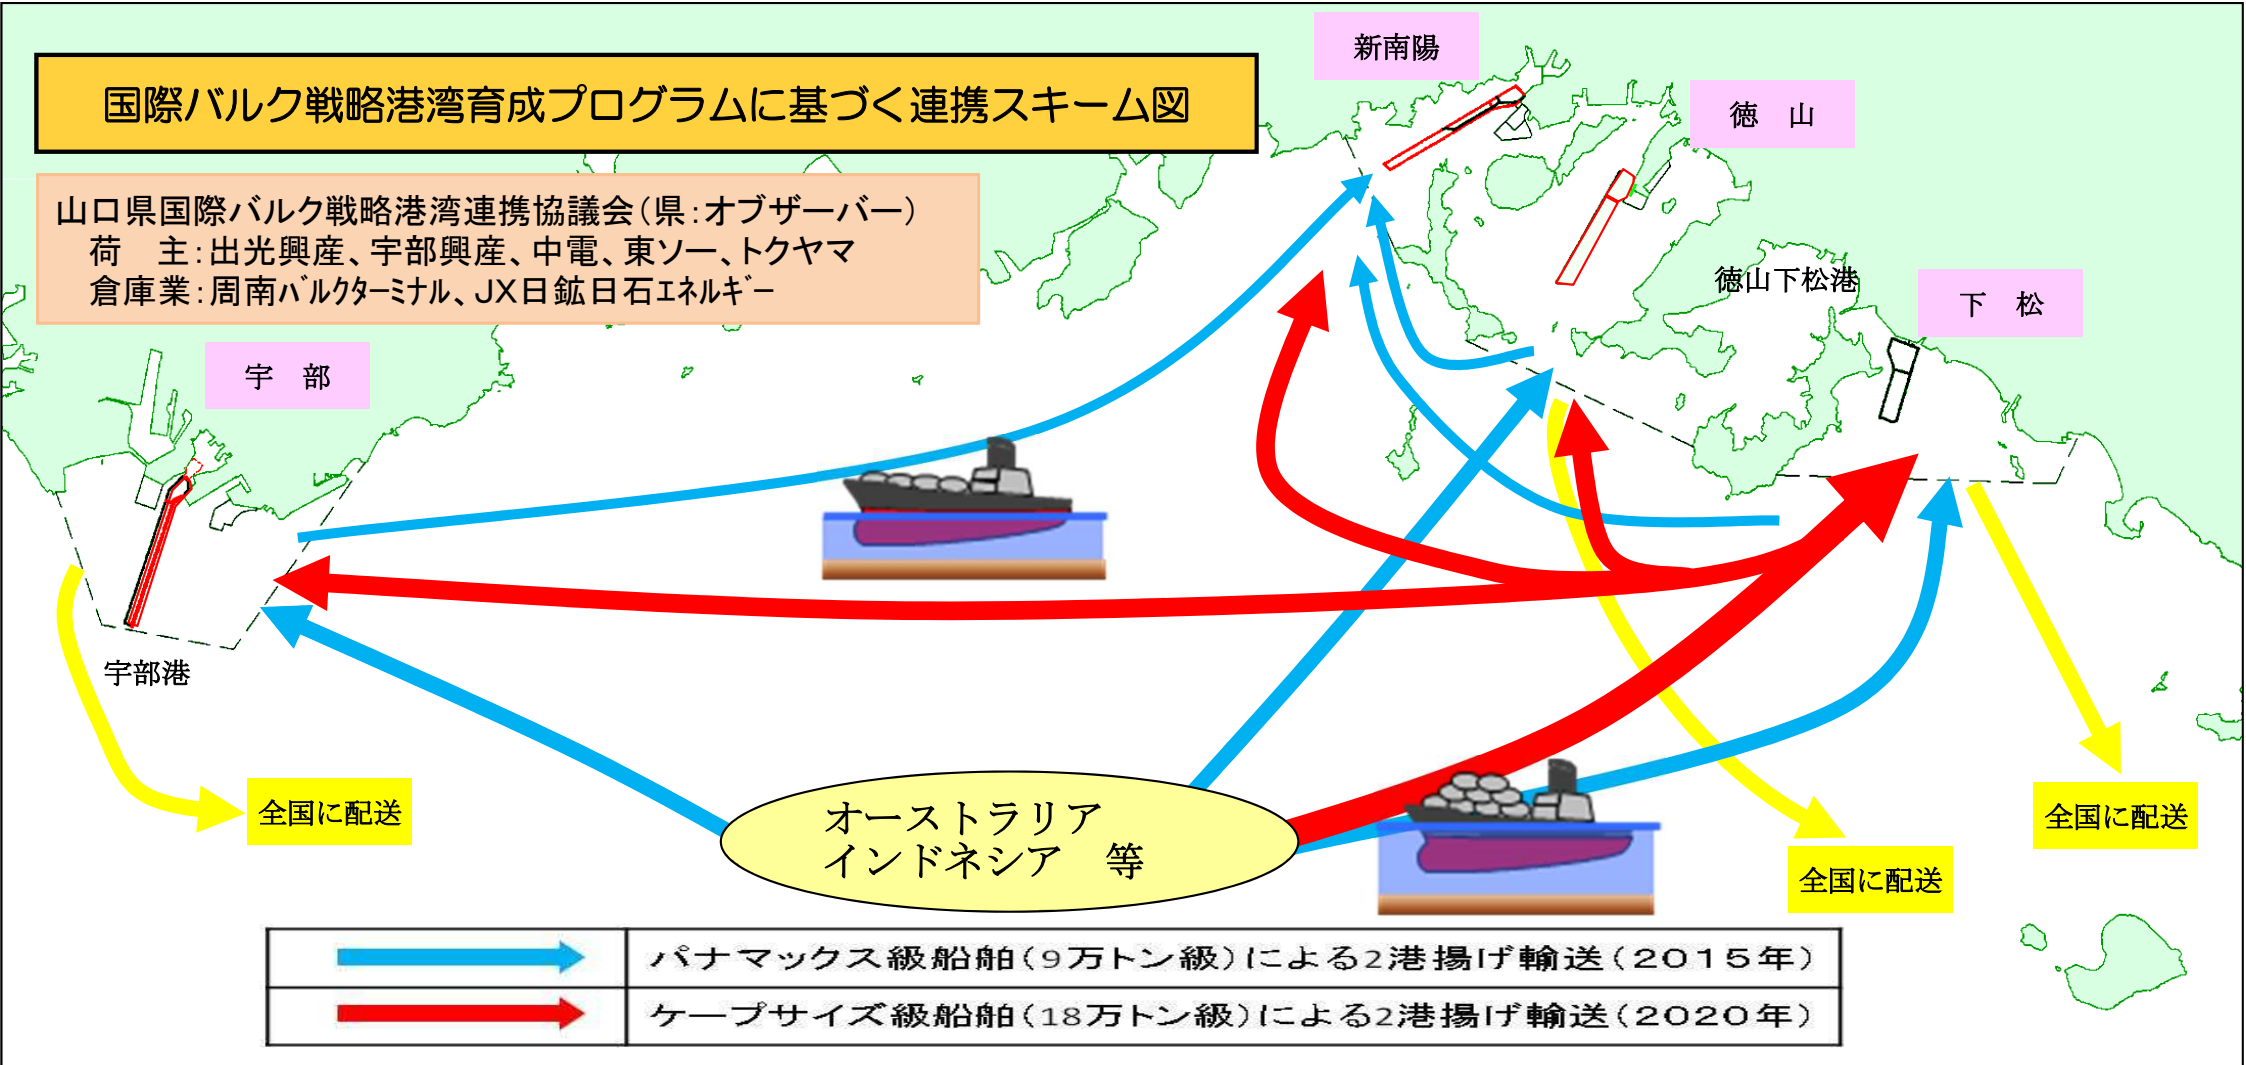 国際バルク戦略港湾育成プログラムに基づく連携スキーム図
山口県国際バルク戦略港湾連携協議会(県:オブザーバー)
荷　主:出光興産、宇部興産、中電、東ソー、トクヤマ
倉庫業:周南ﾊﾞﾙｸﾀｰﾐﾅﾙ、JX日鉱日石ｴﾈﾙｷﾞｰ
新南陽
徳　山
徳山下松港
下　松
宇　部
宇部港
全国に配送
オーストラリア
インドネシア　等
全国に配送
全国に配送
パナマックス級船舶(9万トン級)による2港揚げ輸送(2015年)
ケープサイズ級船舶(18万トン級)による2港揚げ輸送(2020年)